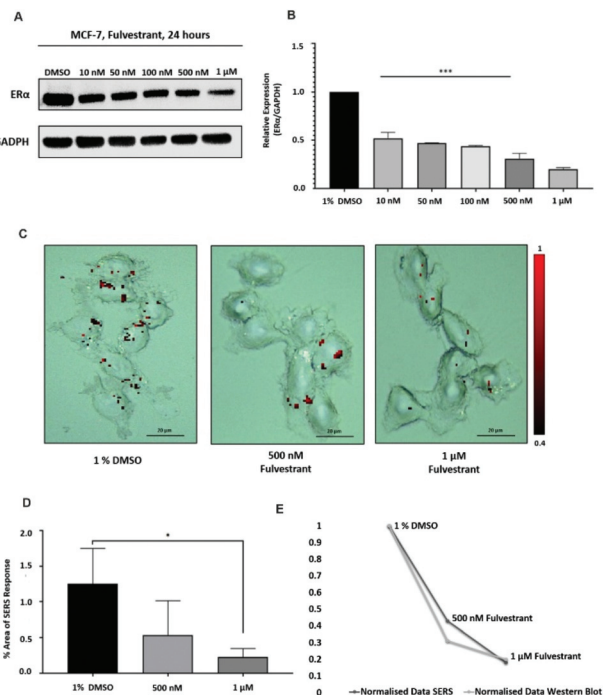 A
MCF-7, Fulvestrant, 24 hours
DMSO 10 nM 50 nM 100 nM 500 nM 1 µM
ERα
GADPH
B
Relative Expression
(ERα/GAPDH)
1.5
1.0
0.5
0.0
***
1% DMSO 10 nM 50 nM 100 nM 500 nM 1 µM
C
20 µm
20 µm
20 µm
1
0.4
1 % DMSO
500 nM
Fulvestrant
1 µM
Fulvestrant
D
% Area of SERS Response
2.0
1.5
1.0
0.5
0.0
*
1% DMSO 500 nM 1 µM
E
1
0.9
0.8
0.7
0.6
0.5
0.4
0.3
0.2
0.1
0
1 % DMSO
500 nM Fulvestrant
1 µM Fulvestrant
Normalised Data SERS Normalised Data Western Blot